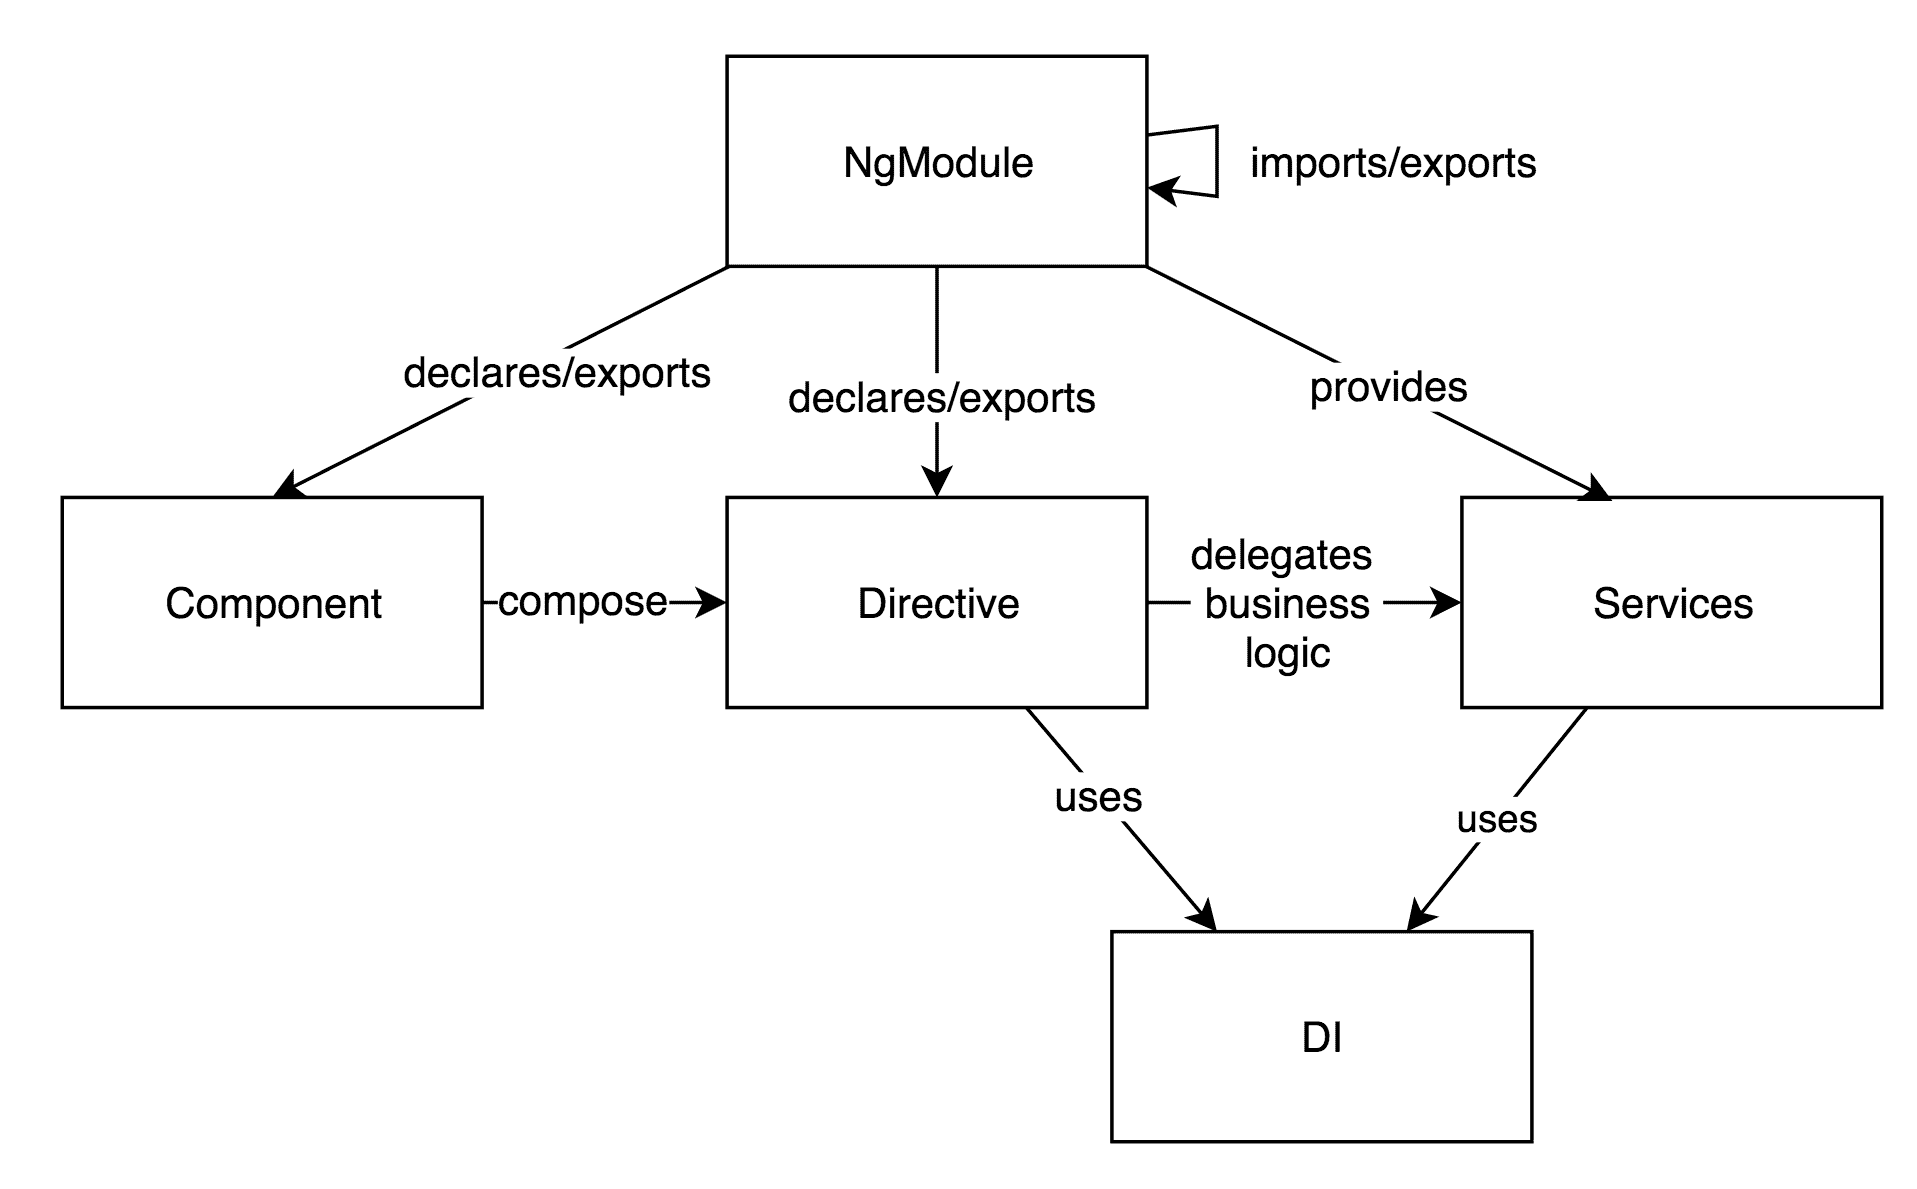 NgModule
imports/exports
declares/exports
declares/exports
provides
Component
compose
Directive
delegates
business
logic
Services
uses
uses
DI